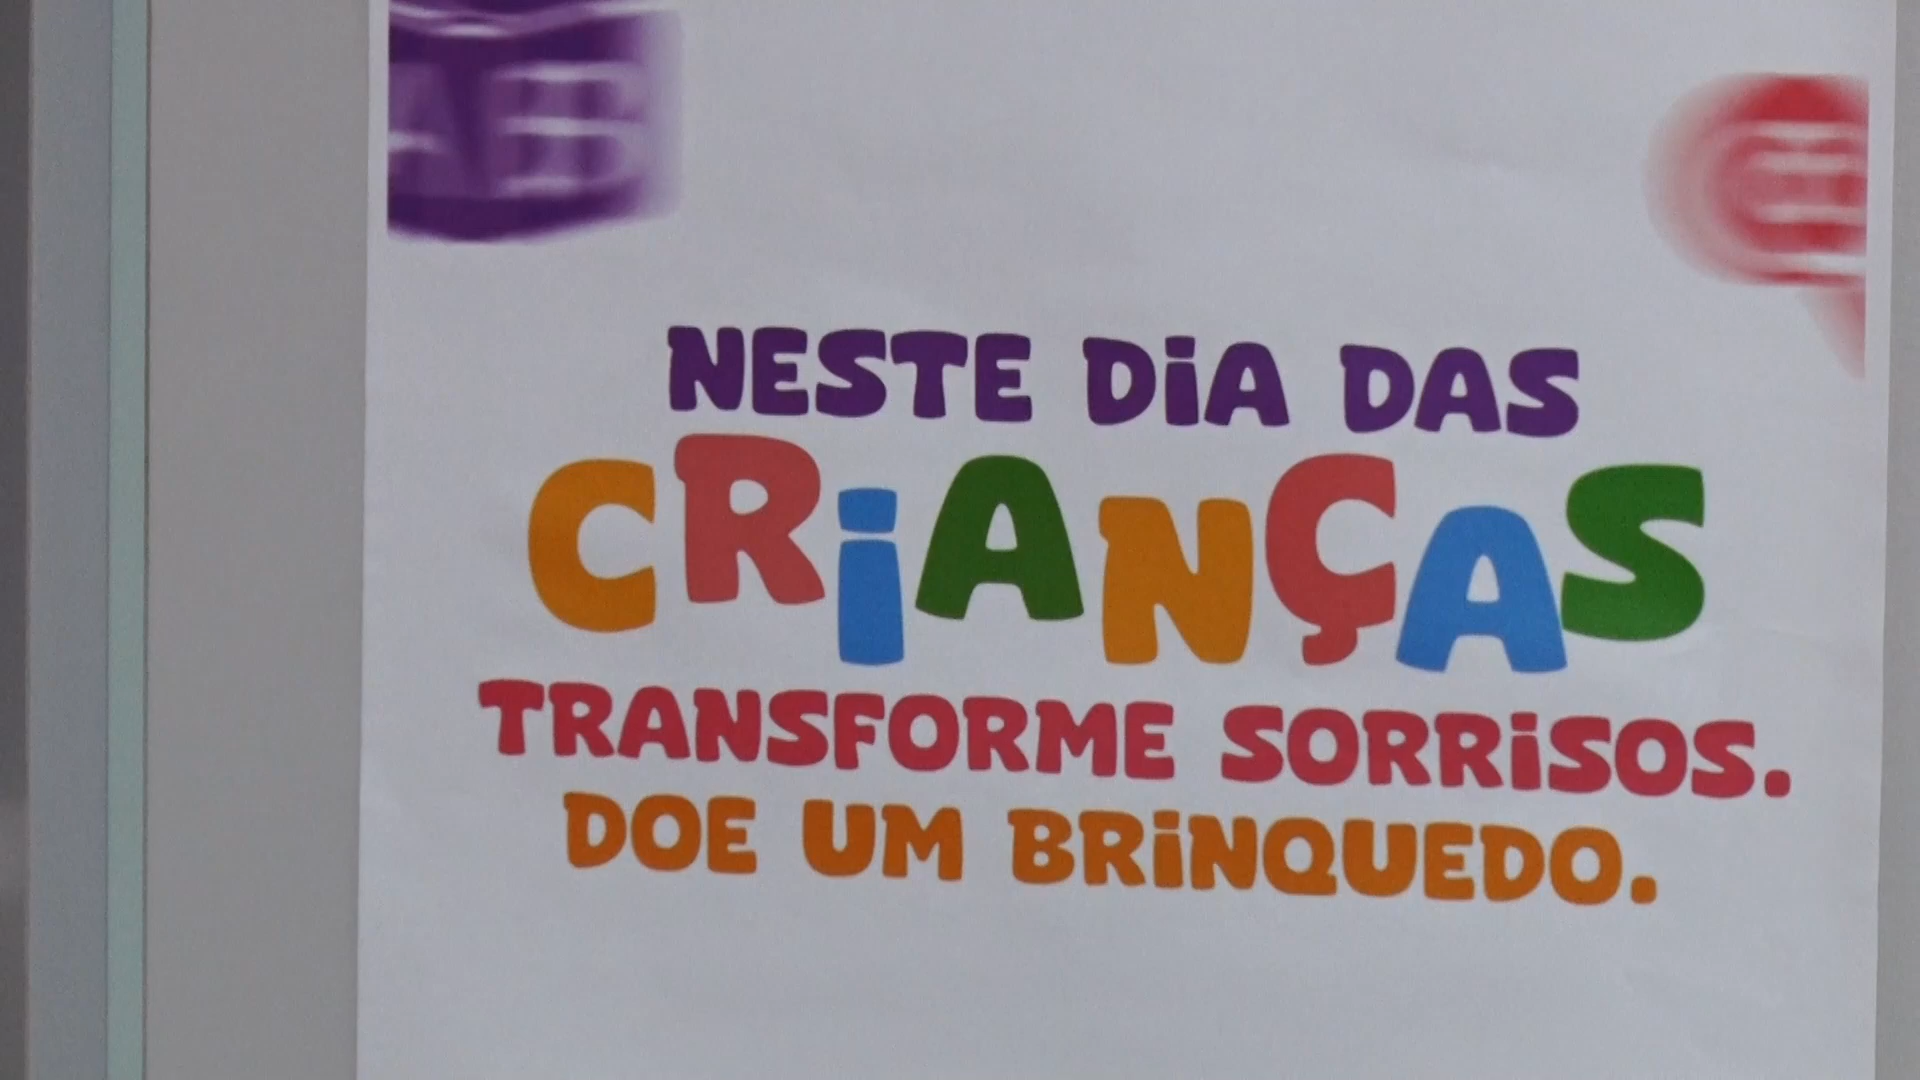 NESTE DIA DAS
CRIANÇAS
TRANSFORME SORRISOS.
DOE UM BRINQUEDO.